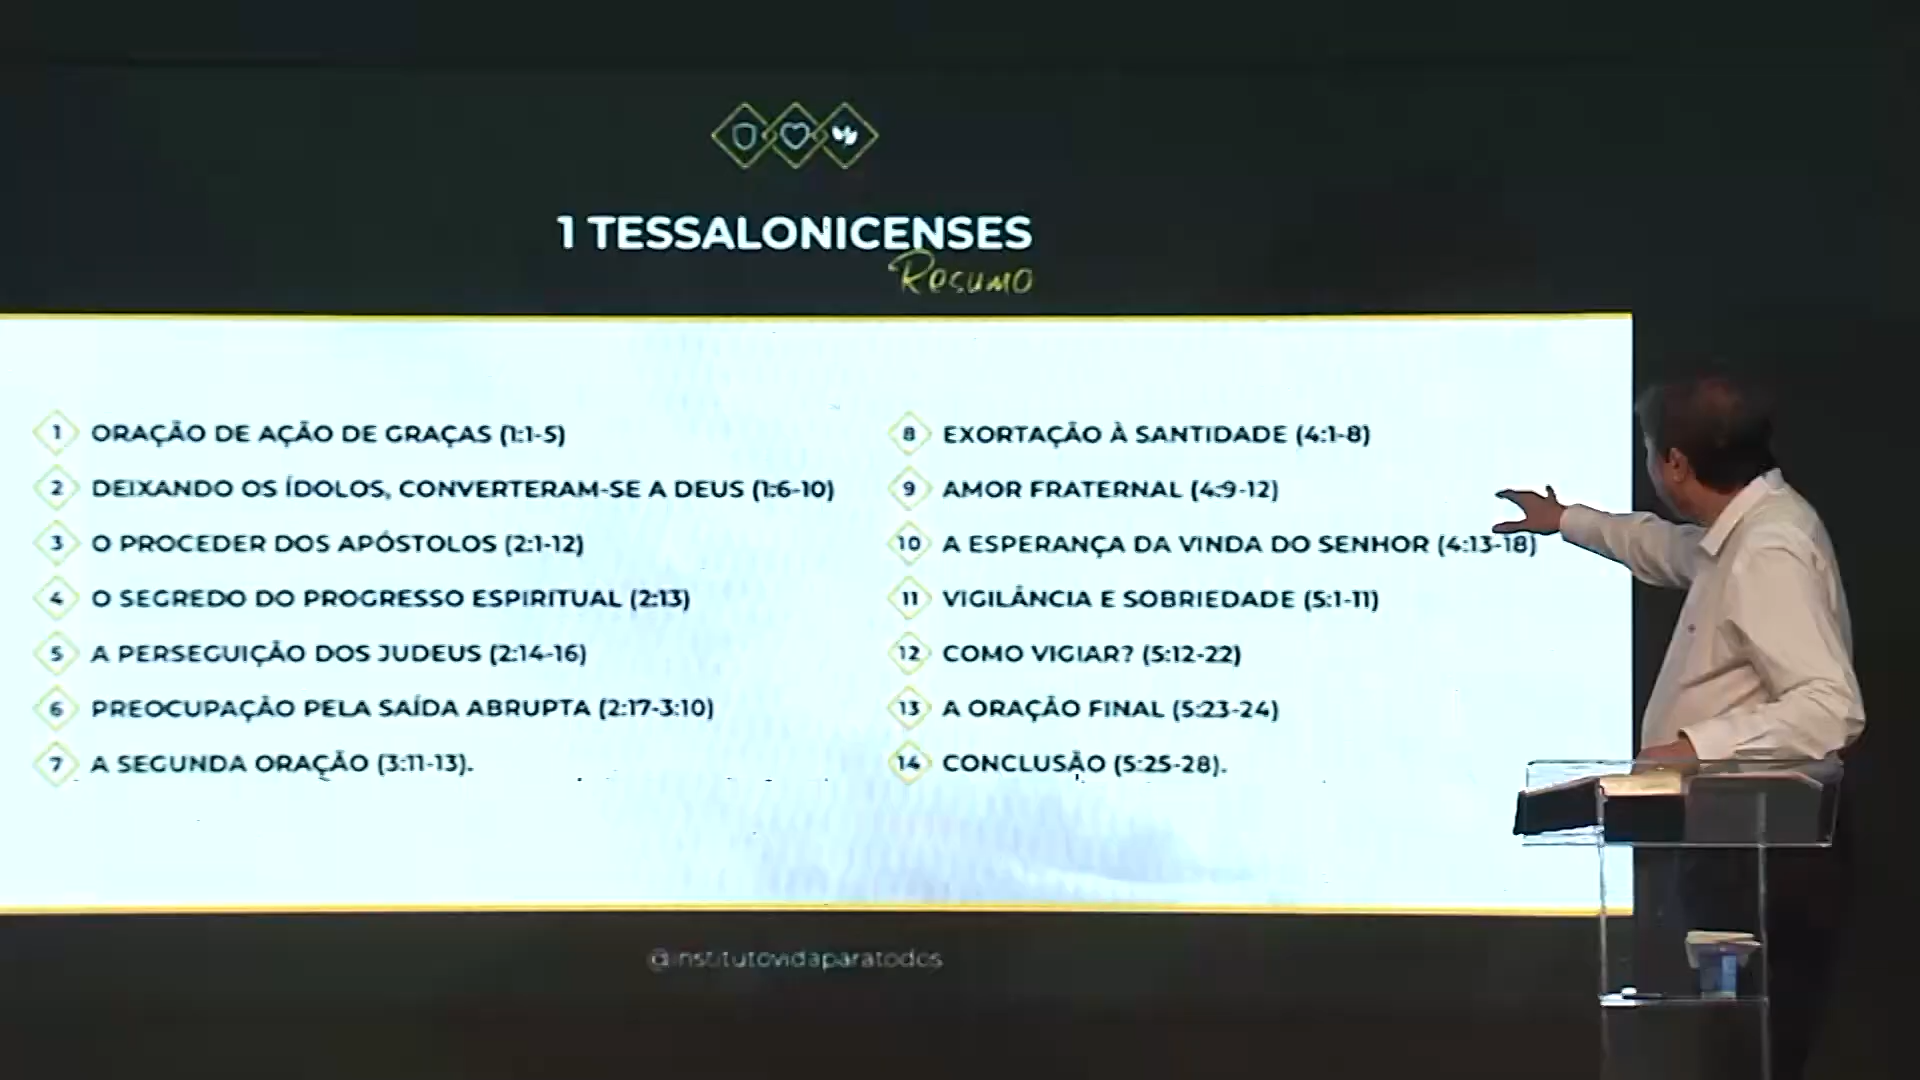 1 TESSALONICENSES
Resumo
1 ORAÇÃO DE AÇÃO DE GRAÇAS (1:1-5)
2 DEIXANDO OS ÍDOLOS, CONVERTERAM-SE A DEUS (1:6-10)
3 O PROCEDER DOS APÓSTOLOS (2:1-12)
4 O SEGREDO DO PROGRESSO ESPIRITUAL (2:13)
5 A PERSEGUIÇÃO DOS JUDEUS (2:14-16)
6 PREOCUPAÇÃO PELA SAÍDA ABRUPTA (2:17-3:10)
7 A SEGUNDA ORAÇÃO (3:11-13).
8 EXORTAÇÃO À SANTIDADE (4:1-8)
9 AMOR FRATERNAL (4:9-12)
10 A ESPERANÇA DA VINDA DO SENHOR (4:13-18)
11 VIGILÂNCIA E SOBRIEDADE (5:1-11)
12 COMO VIGIAR? (5:12-22)
13 A ORAÇÃO FINAL (5:23-24)
14 CONCLUSÃO (5:25-28).
@institutovidaparatodos